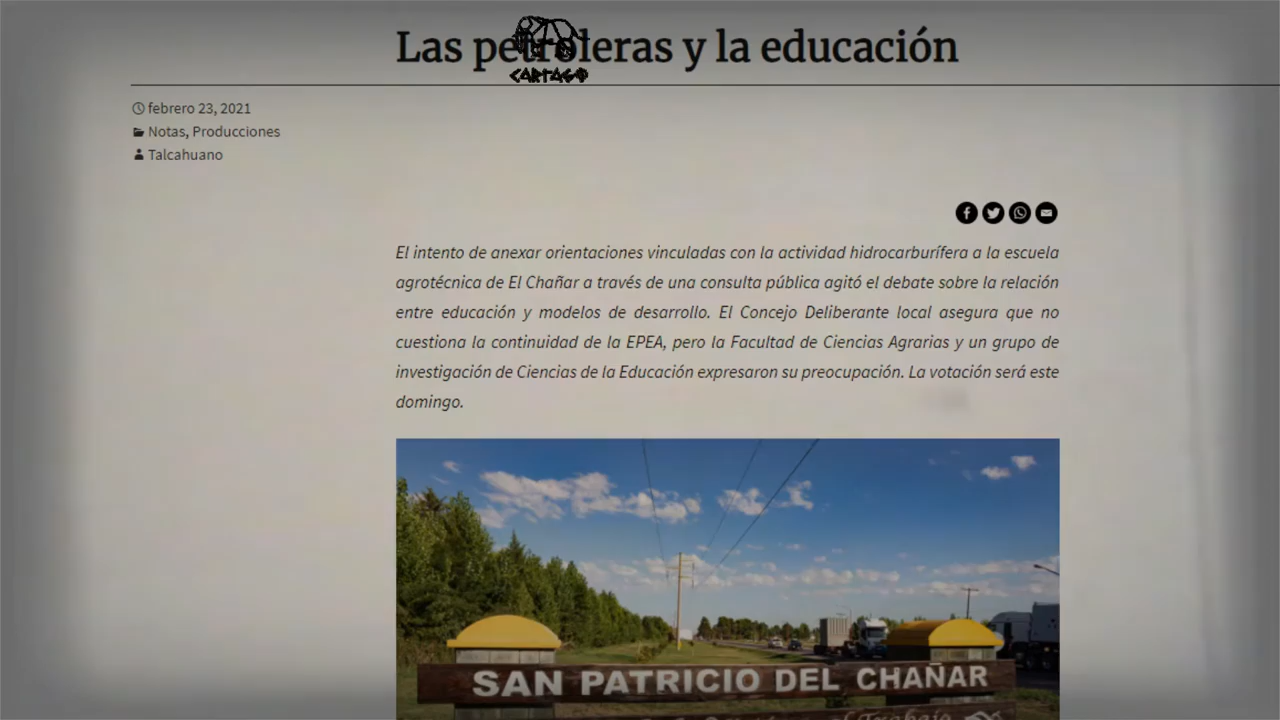 Las petroleras y la educación
CARTAGO
febrero 23, 2021
Notas, Producciones
Talcahuano
El intento de anexar orientaciones vinculadas con la actividad hidrocarburífera a la escuela
agrotécnica de El Chañar a través de una consulta pública agitó el debate sobre la relación
entre educación y modelos de desarrollo. El Concejo Deliberante local asegura que no
cuestiona la continuidad de la EPEA, pero la Facultad de Ciencias Agrarias y un grupo de
investigación de Ciencias de la Educación expresaron su preocupación. La votación será este
domingo.
SAN PATRICIO DEL CHAÑAR
al Trabajo